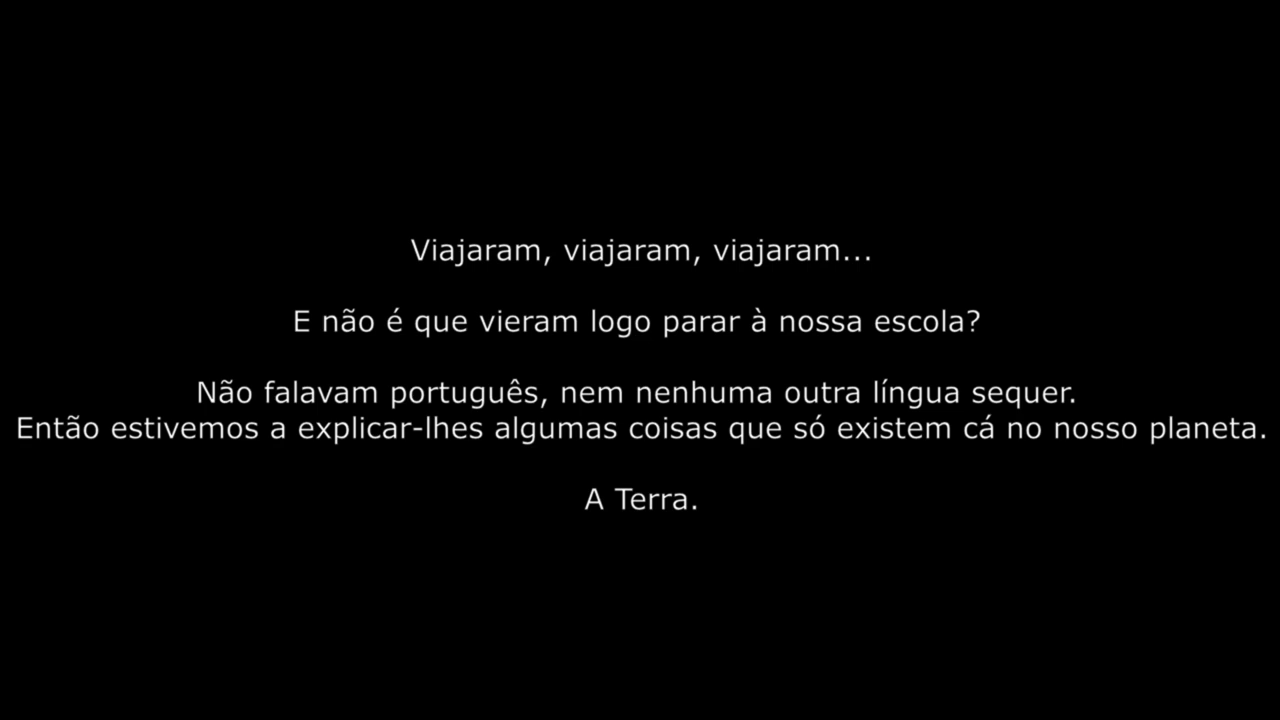 Viajaram, viajaram, viajaram...
E não é que vieram logo parar à nossa escola?
Não falavam português, nem nenhuma outra língua sequer.
Então estivemos a explicar-lhes algumas coisas que só existem cá no nosso planeta.
A Terra.